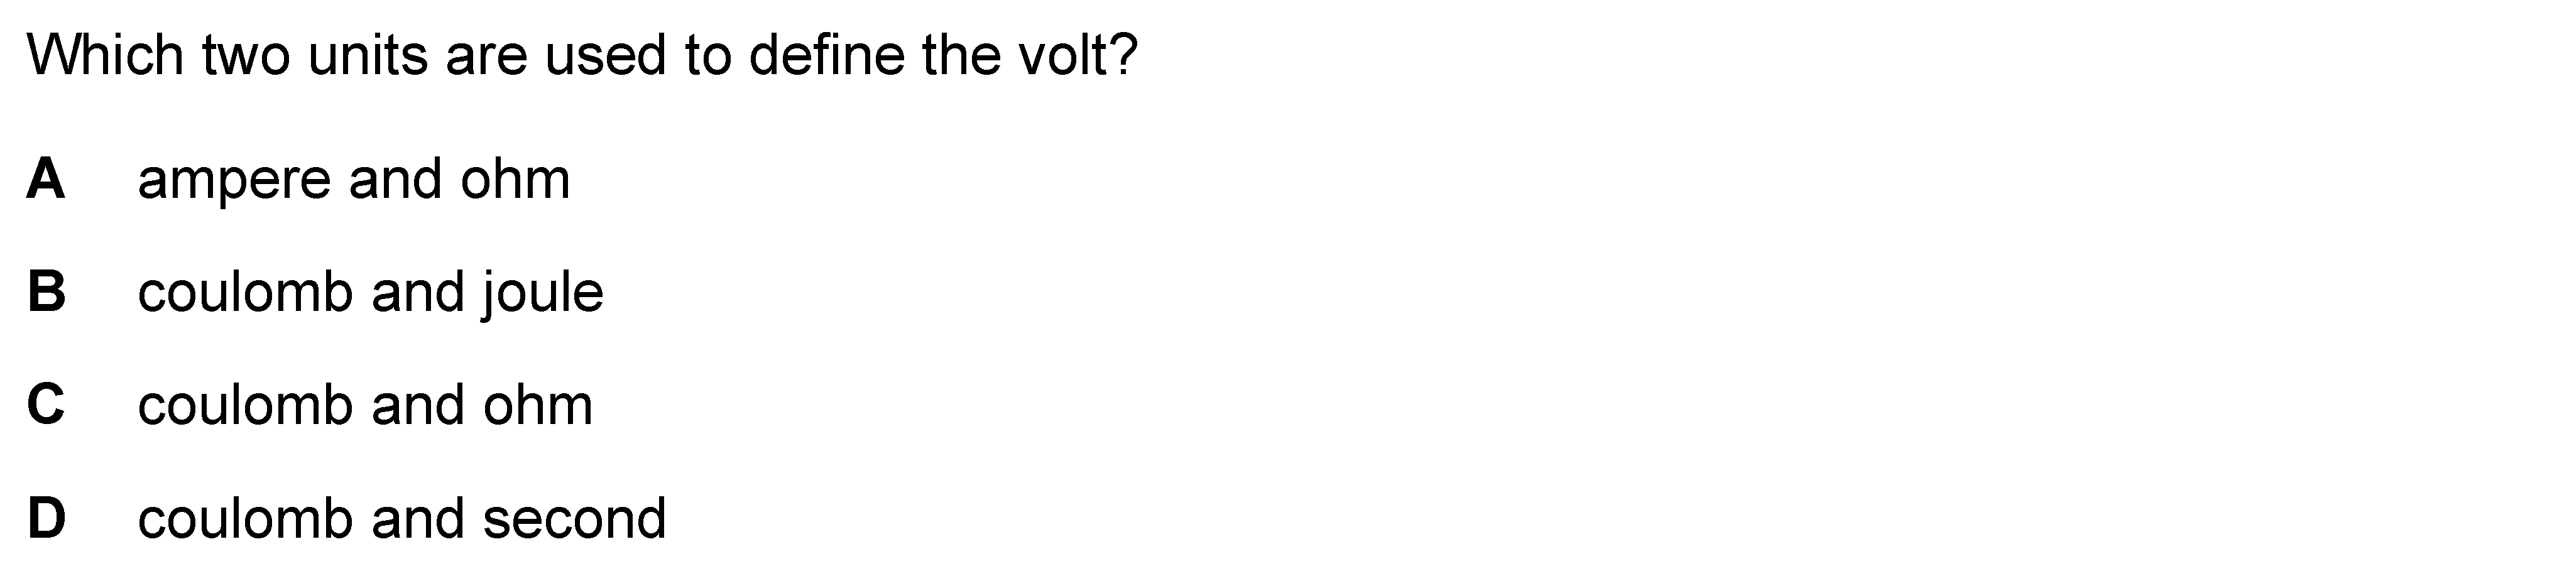 Which two units are used to define the volt?
A ampere and ohm
B coulomb and joule
C coulomb and ohm
D coulomb and second